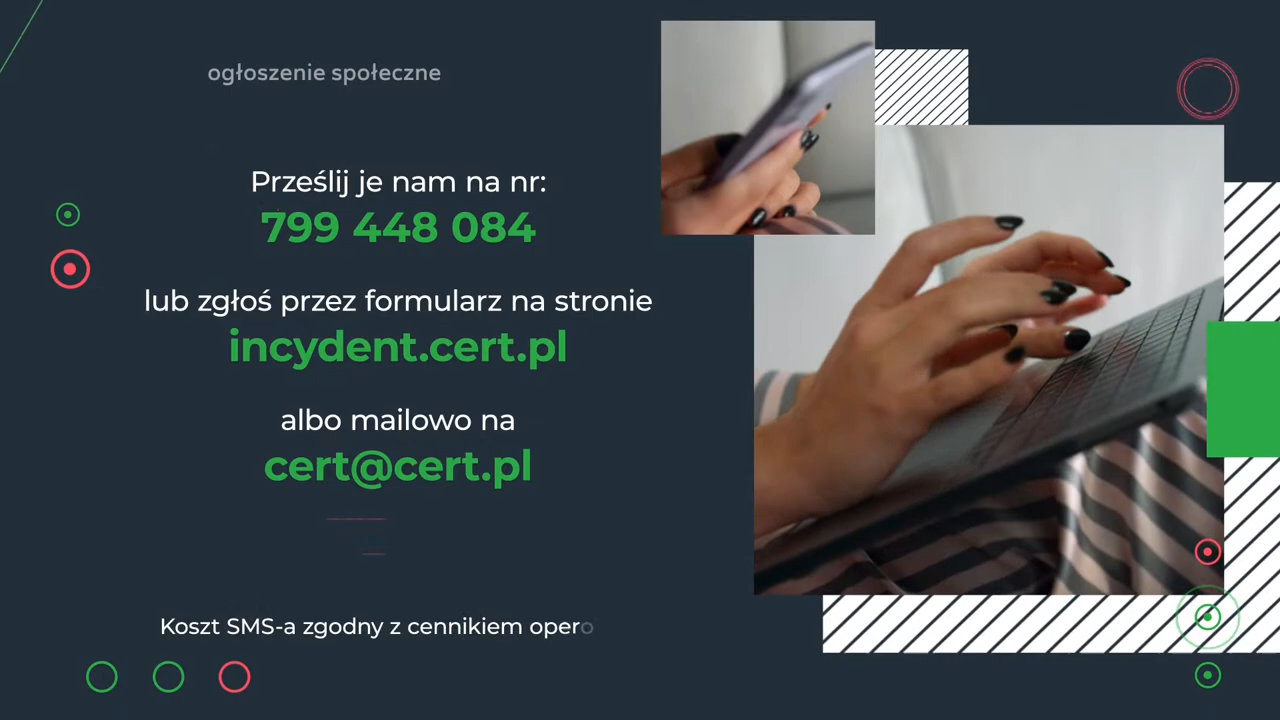 ogłoszenie społeczne
Prześlij je nam na nr:
799 448 084
lub zgłoś przez formularz na stronie
incydent.cert.pl
albo mailowo na
cert@cert.pl
Koszt SMS-a zgodny z cennikiem opero